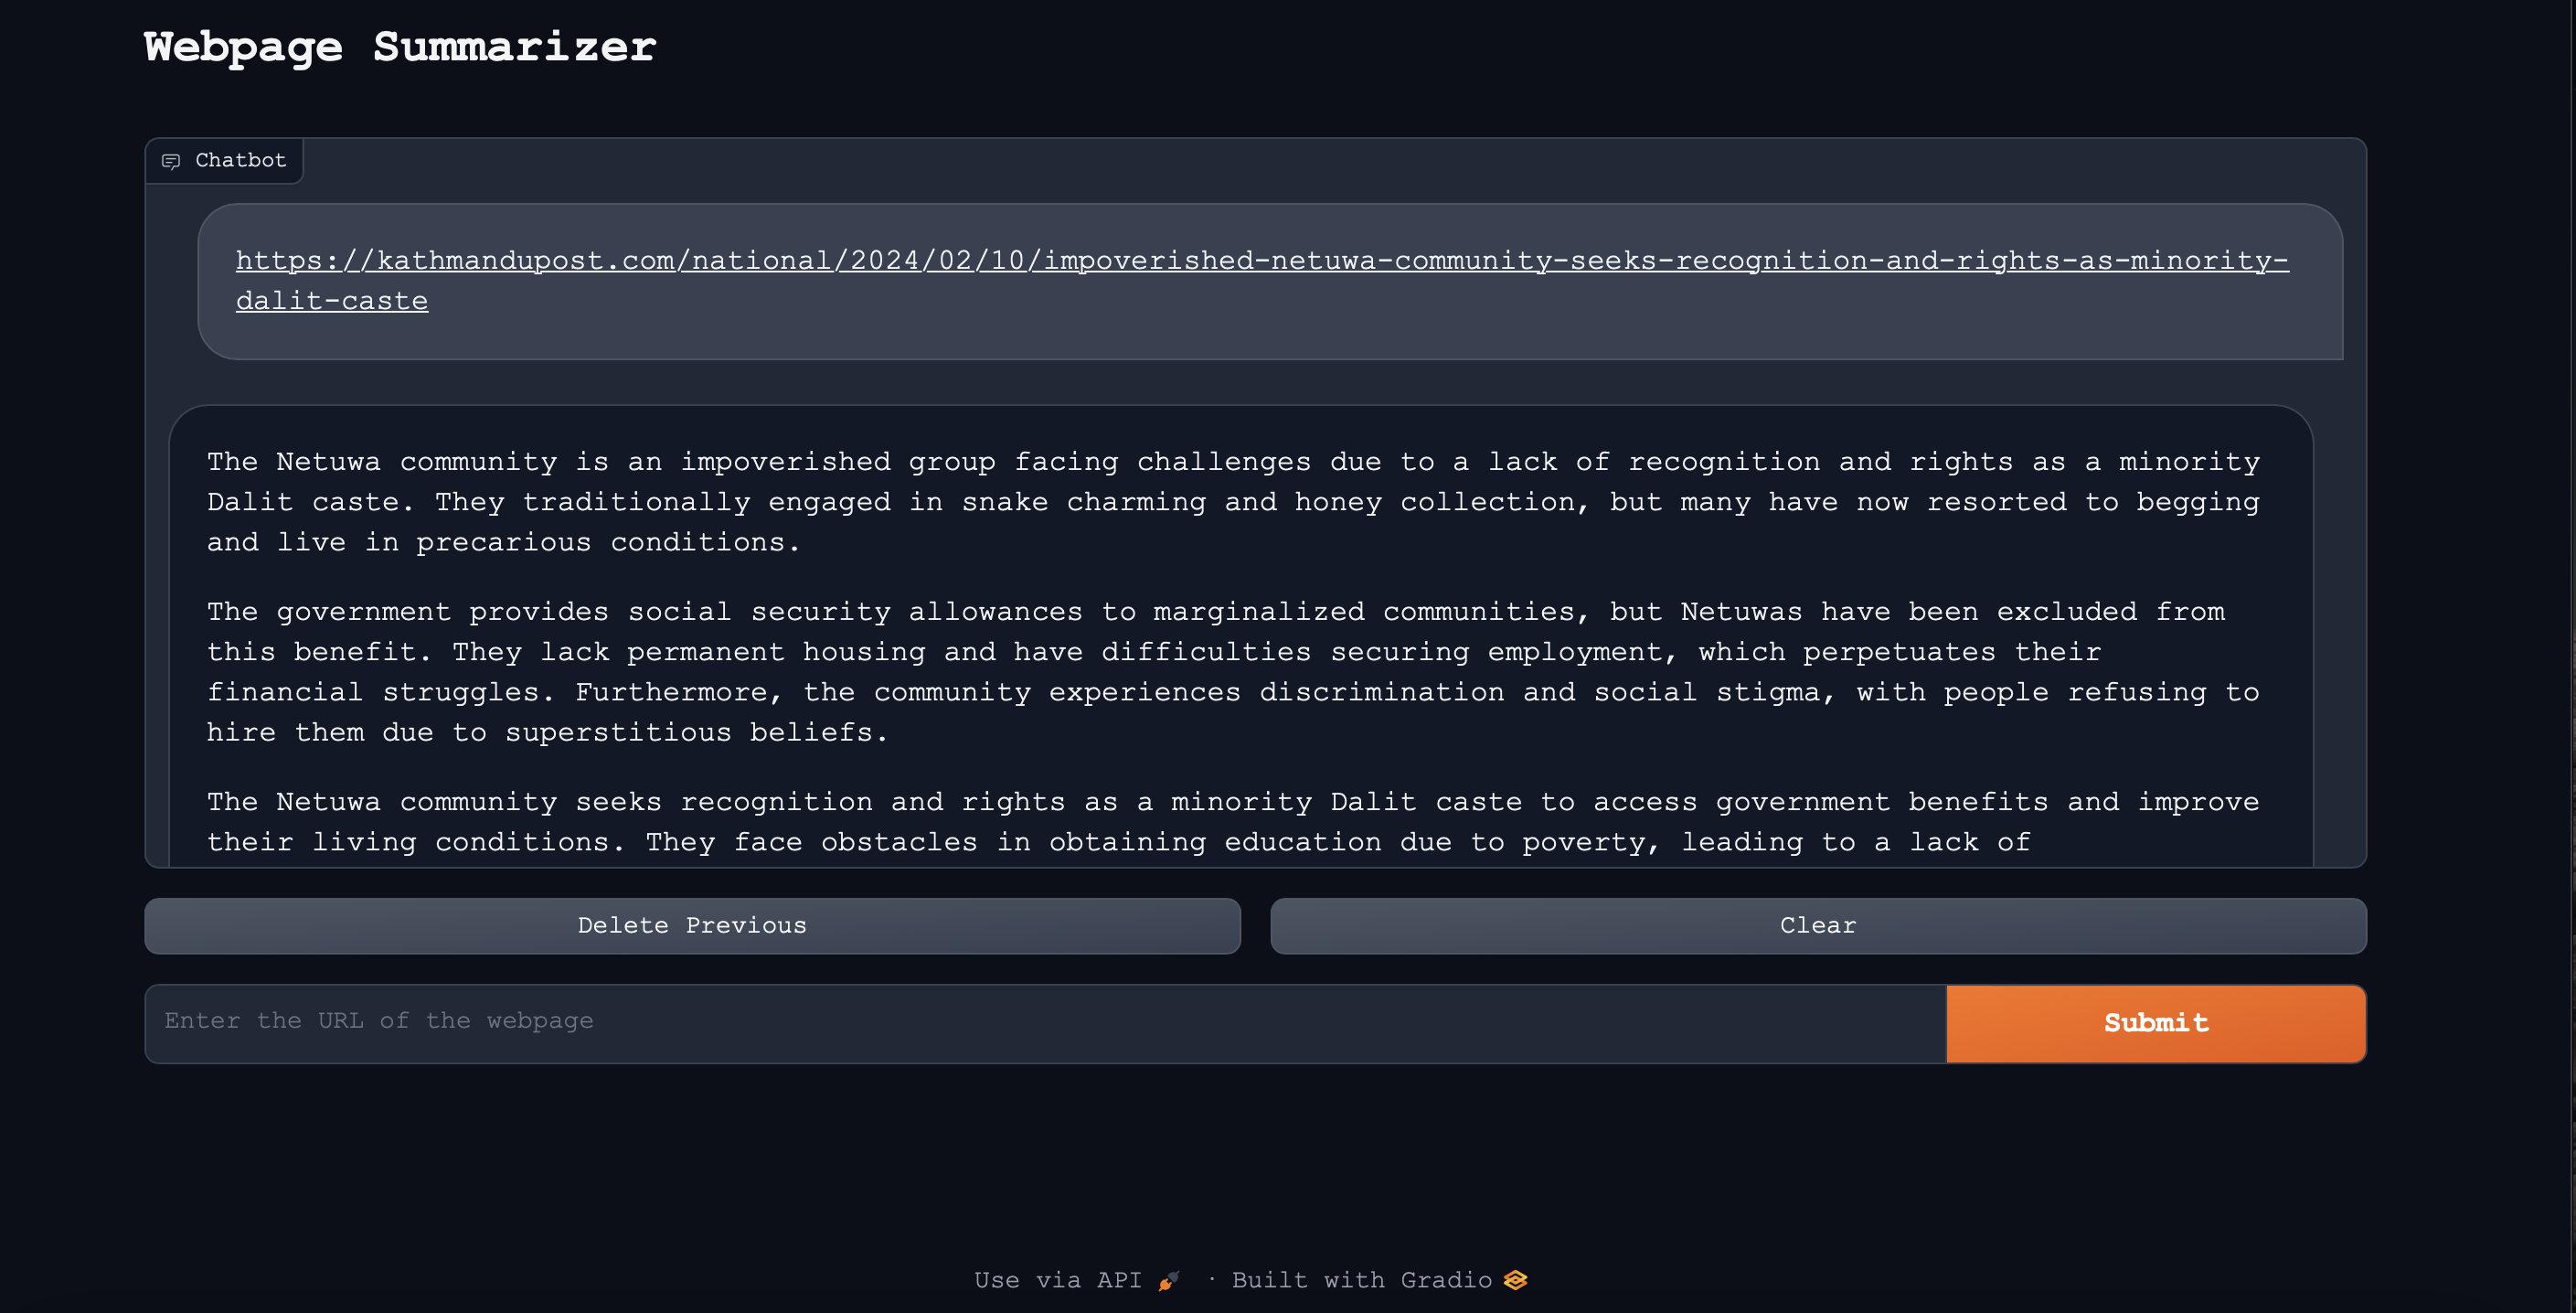 Webpage Summarizer
Chatbot
https://kathmandupost.com/national/2024/02/10/impoverished-netuwa-community-seeks-recognition-and-rights-as-minority-
dalit-caste
The Netuwa community is an impoverished group facing challenges due to a lack of recognition and rights as a minority
Dalit caste. They traditionally engaged in snake charming and honey collection, but many have now resorted to begging
and live in precarious conditions.
The government provides social security allowances to marginalized communities, but Netuwas have been excluded from
this benefit. They lack permanent housing and have difficulties securing employment, which perpetuates their
financial struggles. Furthermore, the community experiences discrimination and social stigma, with people refusing to
hire them due to superstitious beliefs.
The Netuwa community seeks recognition and rights as a minority Dalit caste to access government benefits and improve
their living conditions. They face obstacles in obtaining education due to poverty, leading to a lack of
Delete Previous
Clear
Enter the URL of the webpage
Submit
Use via API · Built with Gradio